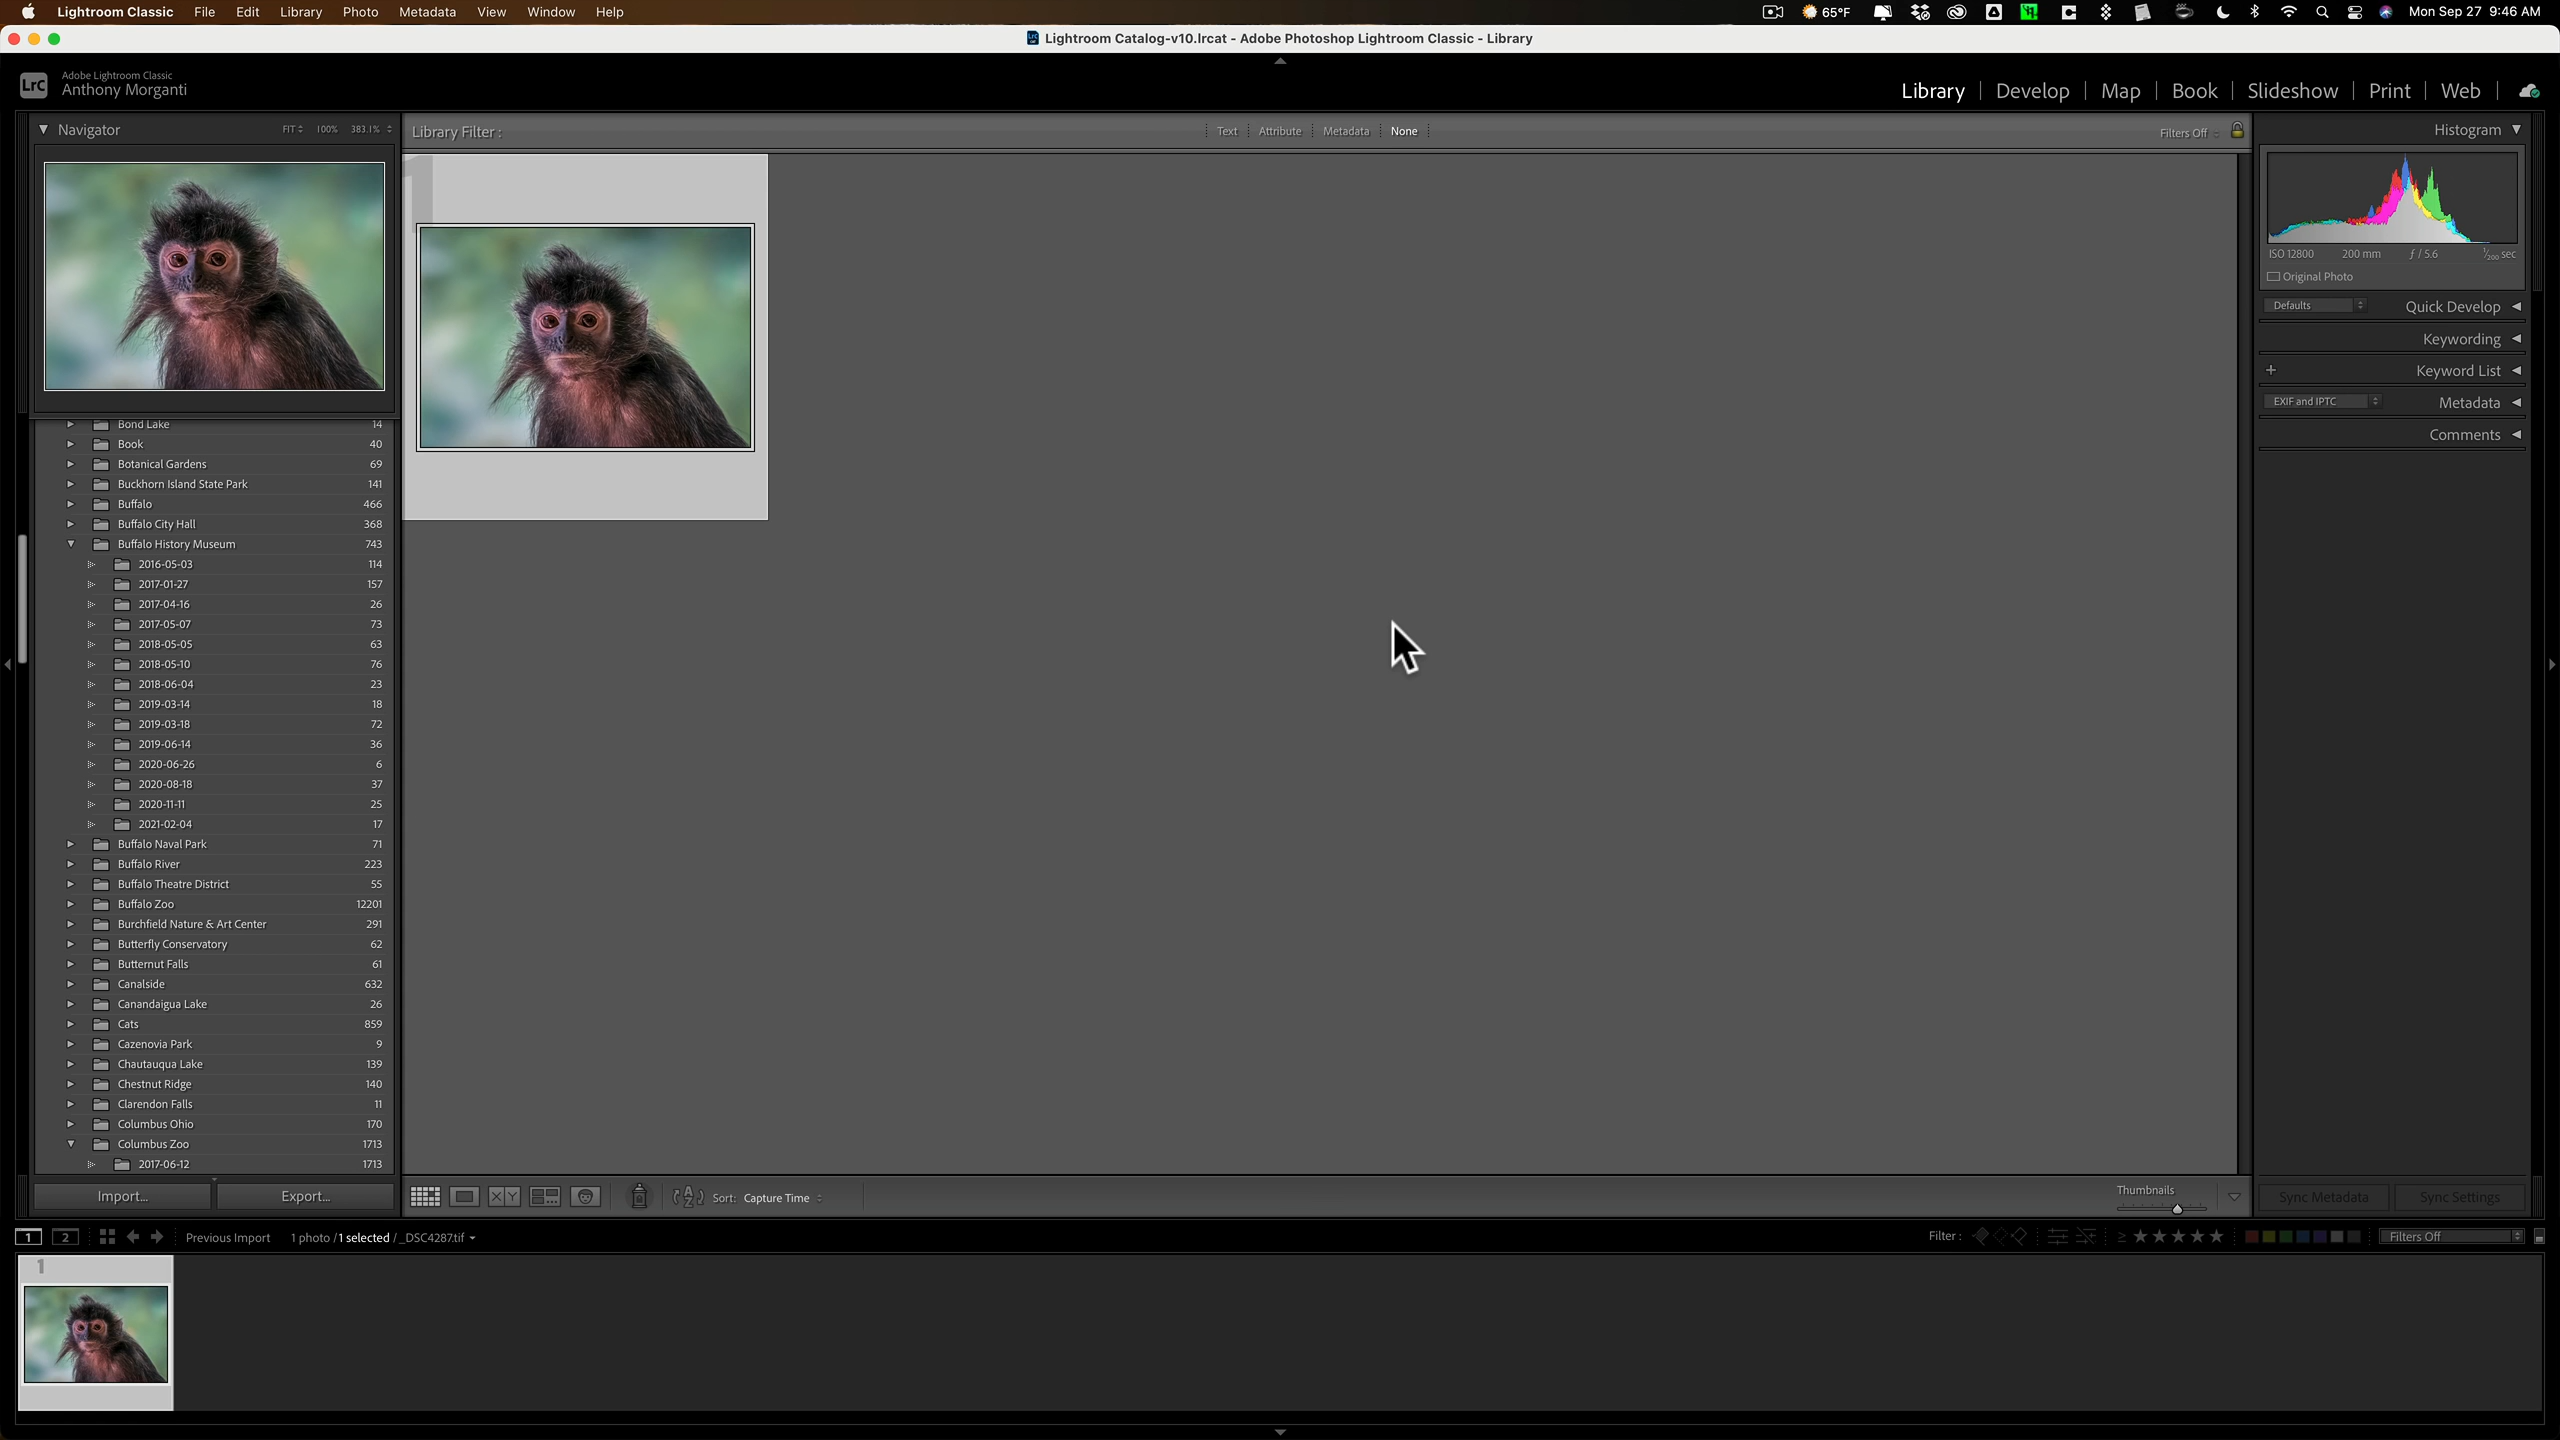 Lightroom Classic File Edit Library Photo Metadata View Window Help 65°F Mon Sep 27 9:46 AM
Lightroom Catalog-v10.lrcat - Adobe Photoshop Lightroom Classic - Library
LrC Adobe Lightroom Classic
Anthony Morganti
Library Develop Map Book Slideshow Print Web
Navigator FIT 100% 383.1%
Library Filter : Text Attribute Metadata None Filters Off
Histogram
1
ISO 12800 200 mm ƒ / 5.6 1/200 sec
Original Photo
Defaults Quick Develop
Keywording
+ Keyword List
EXIF and IPTC Metadata
Comments
Bond Lake 14
Book 40
Botanical Gardens 69
Buckhorn Island State Park 141
Buffalo 466
Buffalo City Hall 368
Buffalo History Museum 743
2016-05-03 114
2017-01-27 157
2017-04-16 26
2017-05-07 73
2018-05-05 63
2018-05-10 76
2018-06-04 23
2019-03-14 18
2019-03-18 72
2019-06-14 36
2020-06-26 6
2020-08-18 37
2020-11-11 25
2021-02-04 17
Buffalo Naval Park 71
Buffalo River 223
Buffalo Theatre District 55
Buffalo Zoo 12201
Burchfield Nature & Art Center 291
Butterfly Conservatory 62
Butternut Falls 61
Canalside 632
Canandaigua Lake 26
Cats 859
Cazenovia Park 9
Chautauqua Lake 139
Chestnut Ridge 140
Clarendon Falls 11
Columbus Ohio 170
Columbus Zoo 1713
2017-06-12 1713
Import... Export... XY Sort: Capture Time Thumbnails Sync Metadata Sync Settings
1 2 Previous Import 1 photo / 1 selected / _DSC4287.tif Filter : ≥ ★ ★ ★ ★ ★ Filters Off
1